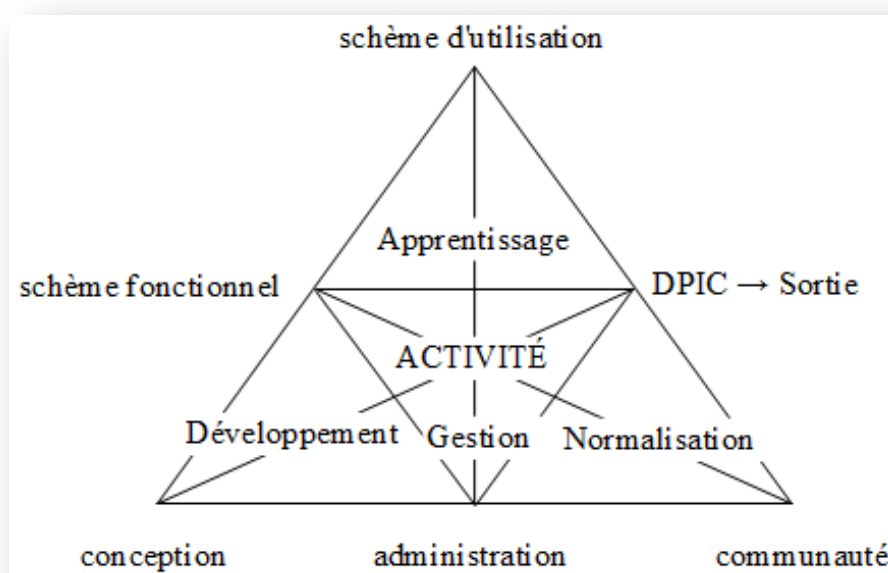 schème d'utilisation
Apprentissage
schème fonctionnel
DPIC → Sortie
ACTIVITÉ
Développement
Gestion
Normalisation
conception
administration
communauté